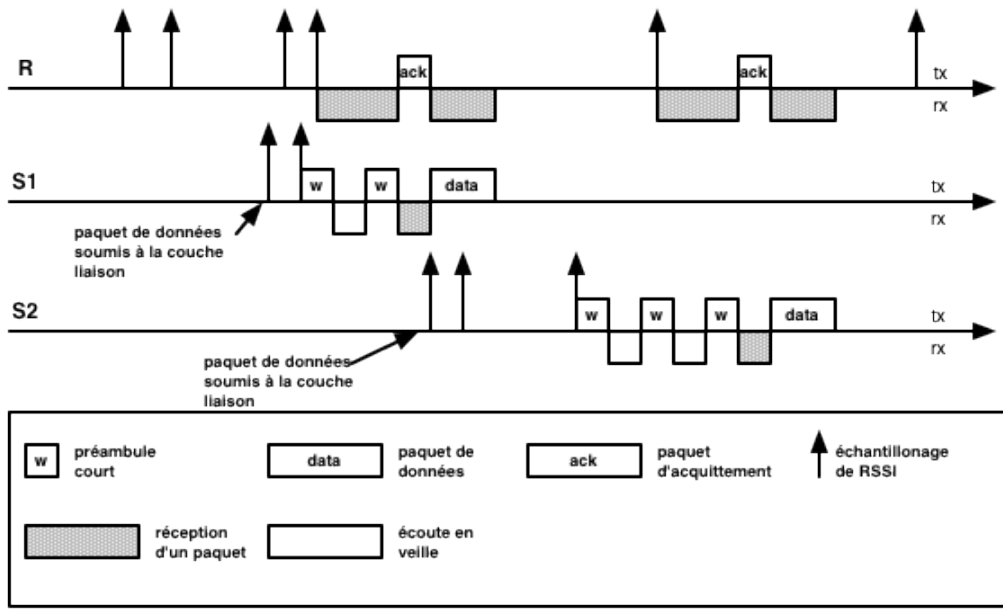 R
ack
ack
tx
rx
S1
w
w
data
tx
rx
paquet de données
soumis à la couche
liaison
S2
w
w
w
data
tx
rx
paquet de données
soumis à la couche
liaison
w
préambule
court
data
paquet de
données
ack
paquet
d'acquittement
échantillonage
de RSSI
réception
d'un paquet
écoute en
veille